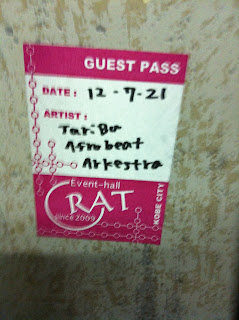 GUEST PASS
DATE : 12-7-21
ARTIST :
Tariba
Afrobeat
Arkestra
Event-hall
RAT
since 2009
KOBE CITY